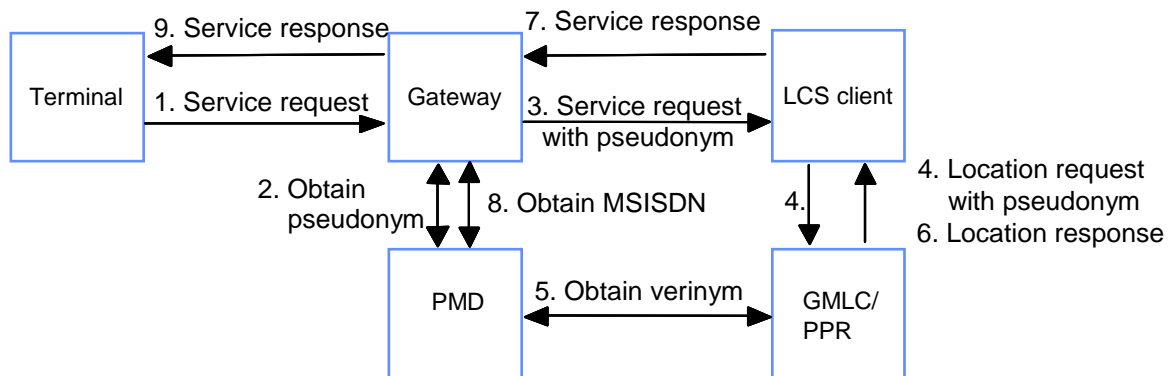 9. Service response
7. Service response
Terminal
Gateway
LCS client
1. Service request
3. Service request
with pseudonym
2. Obtain
pseudonym
8. Obtain MSISDN
4.
4. Location request
with pseudonym
6. Location response
PMD
5. Obtain verinym
GMLC/
PPR